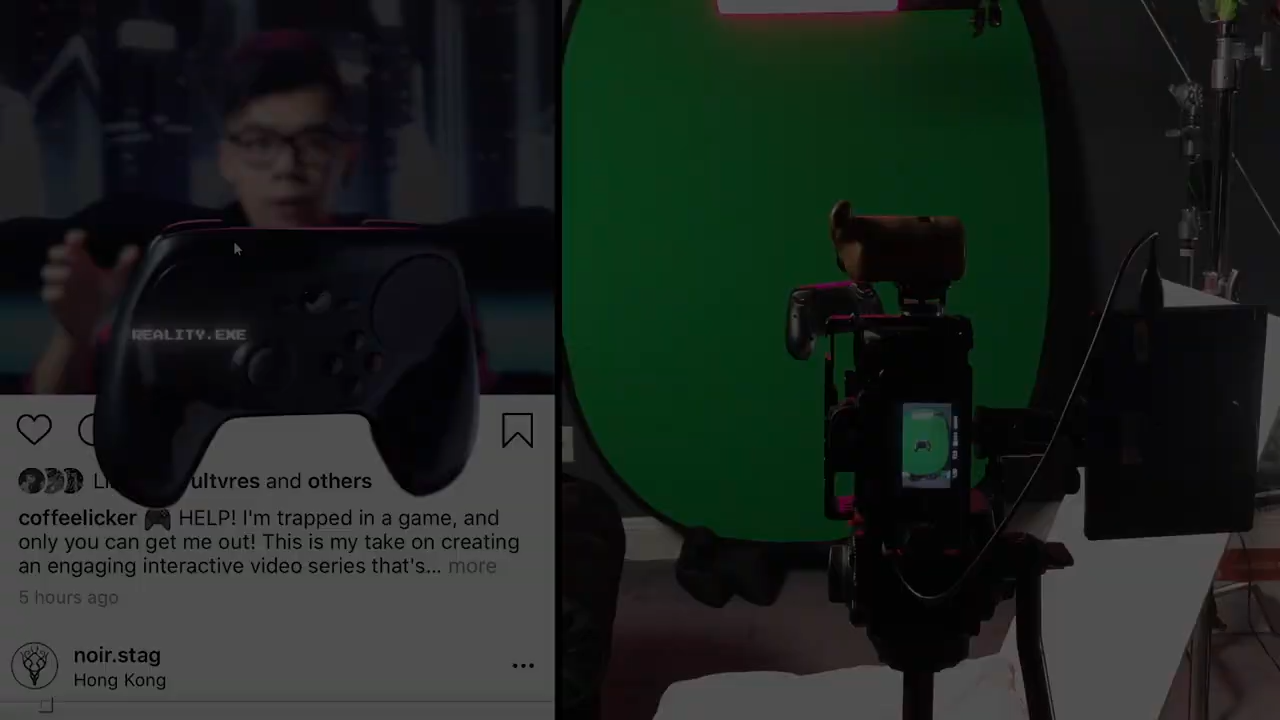 REALITY.EXE
ultvres and others
coffeelicker 🎮 HELP! I'm trapped in a game, and
only you can get me out! This is my take on creating
an engaging interactive video series that's... more
5 hours ago
noir.stag
Hong Kong